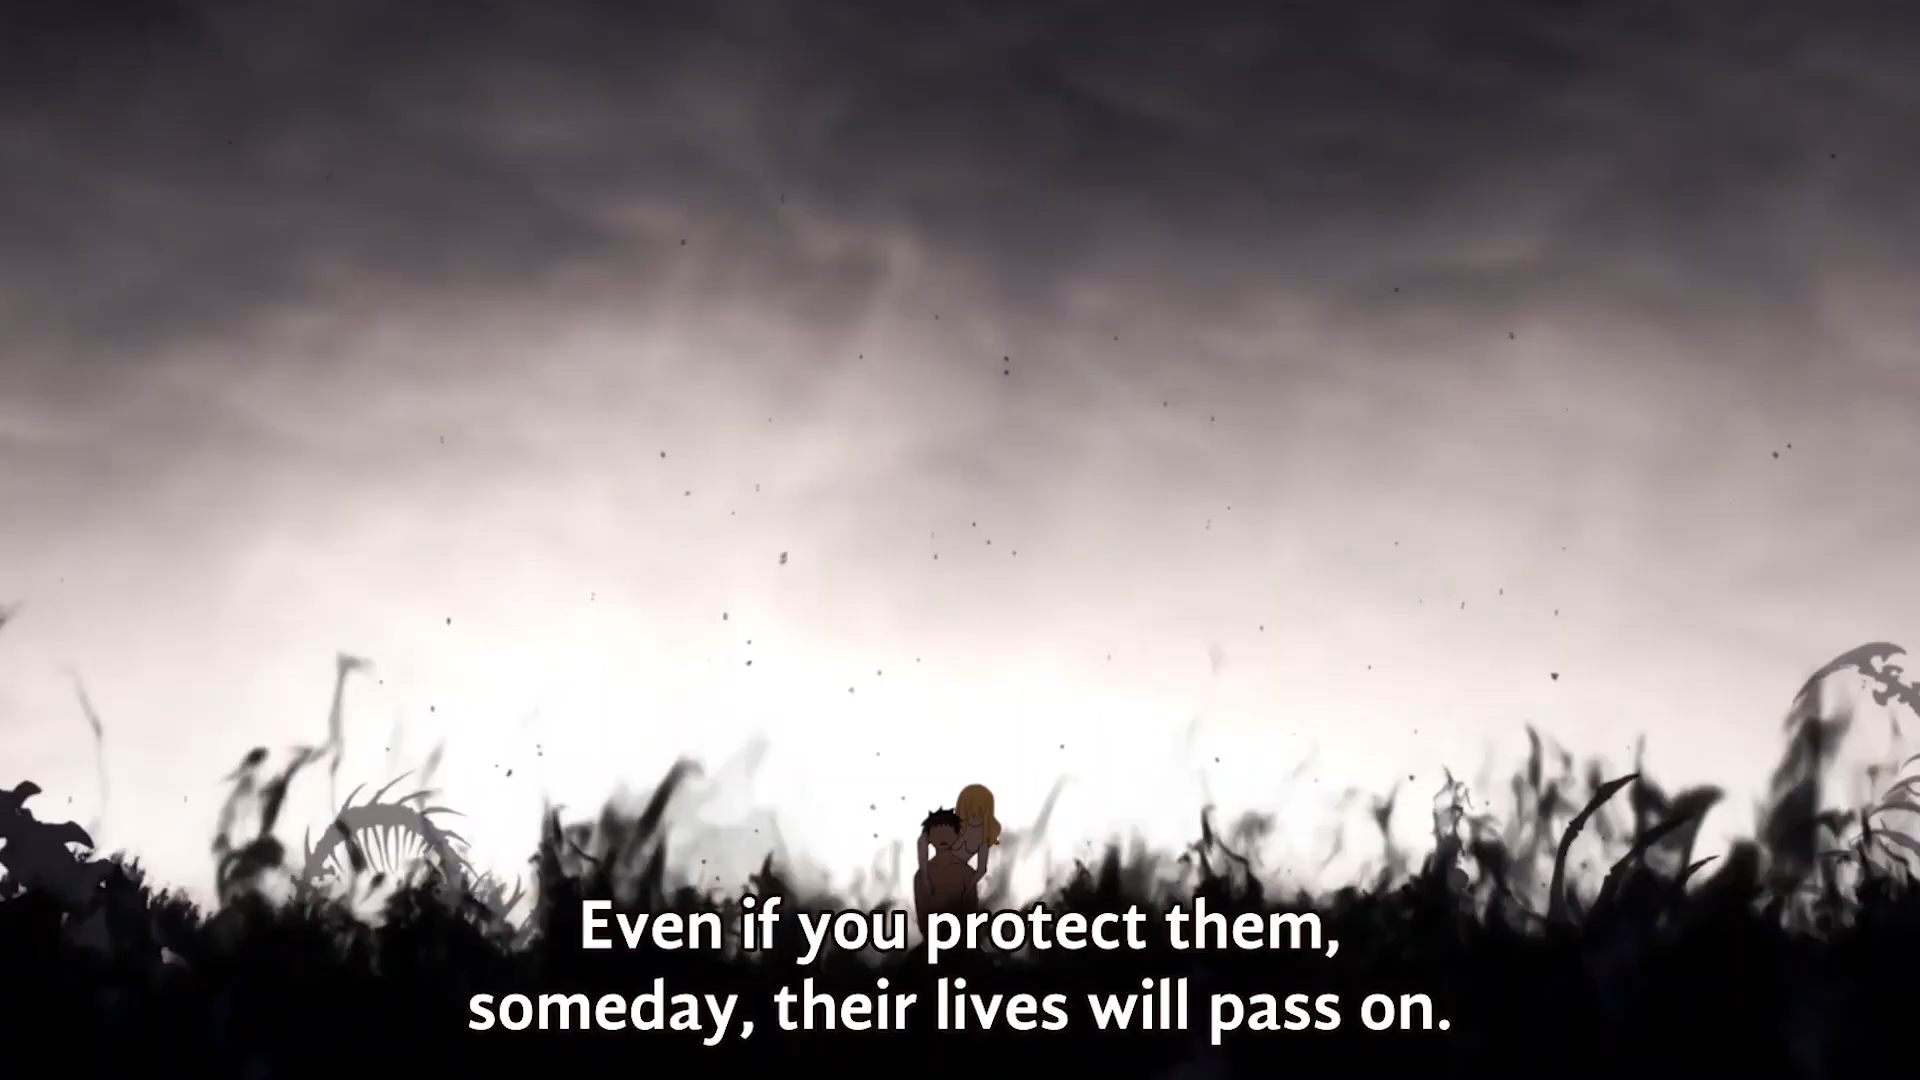 Even if you protect them,
someday, their lives will pass on.